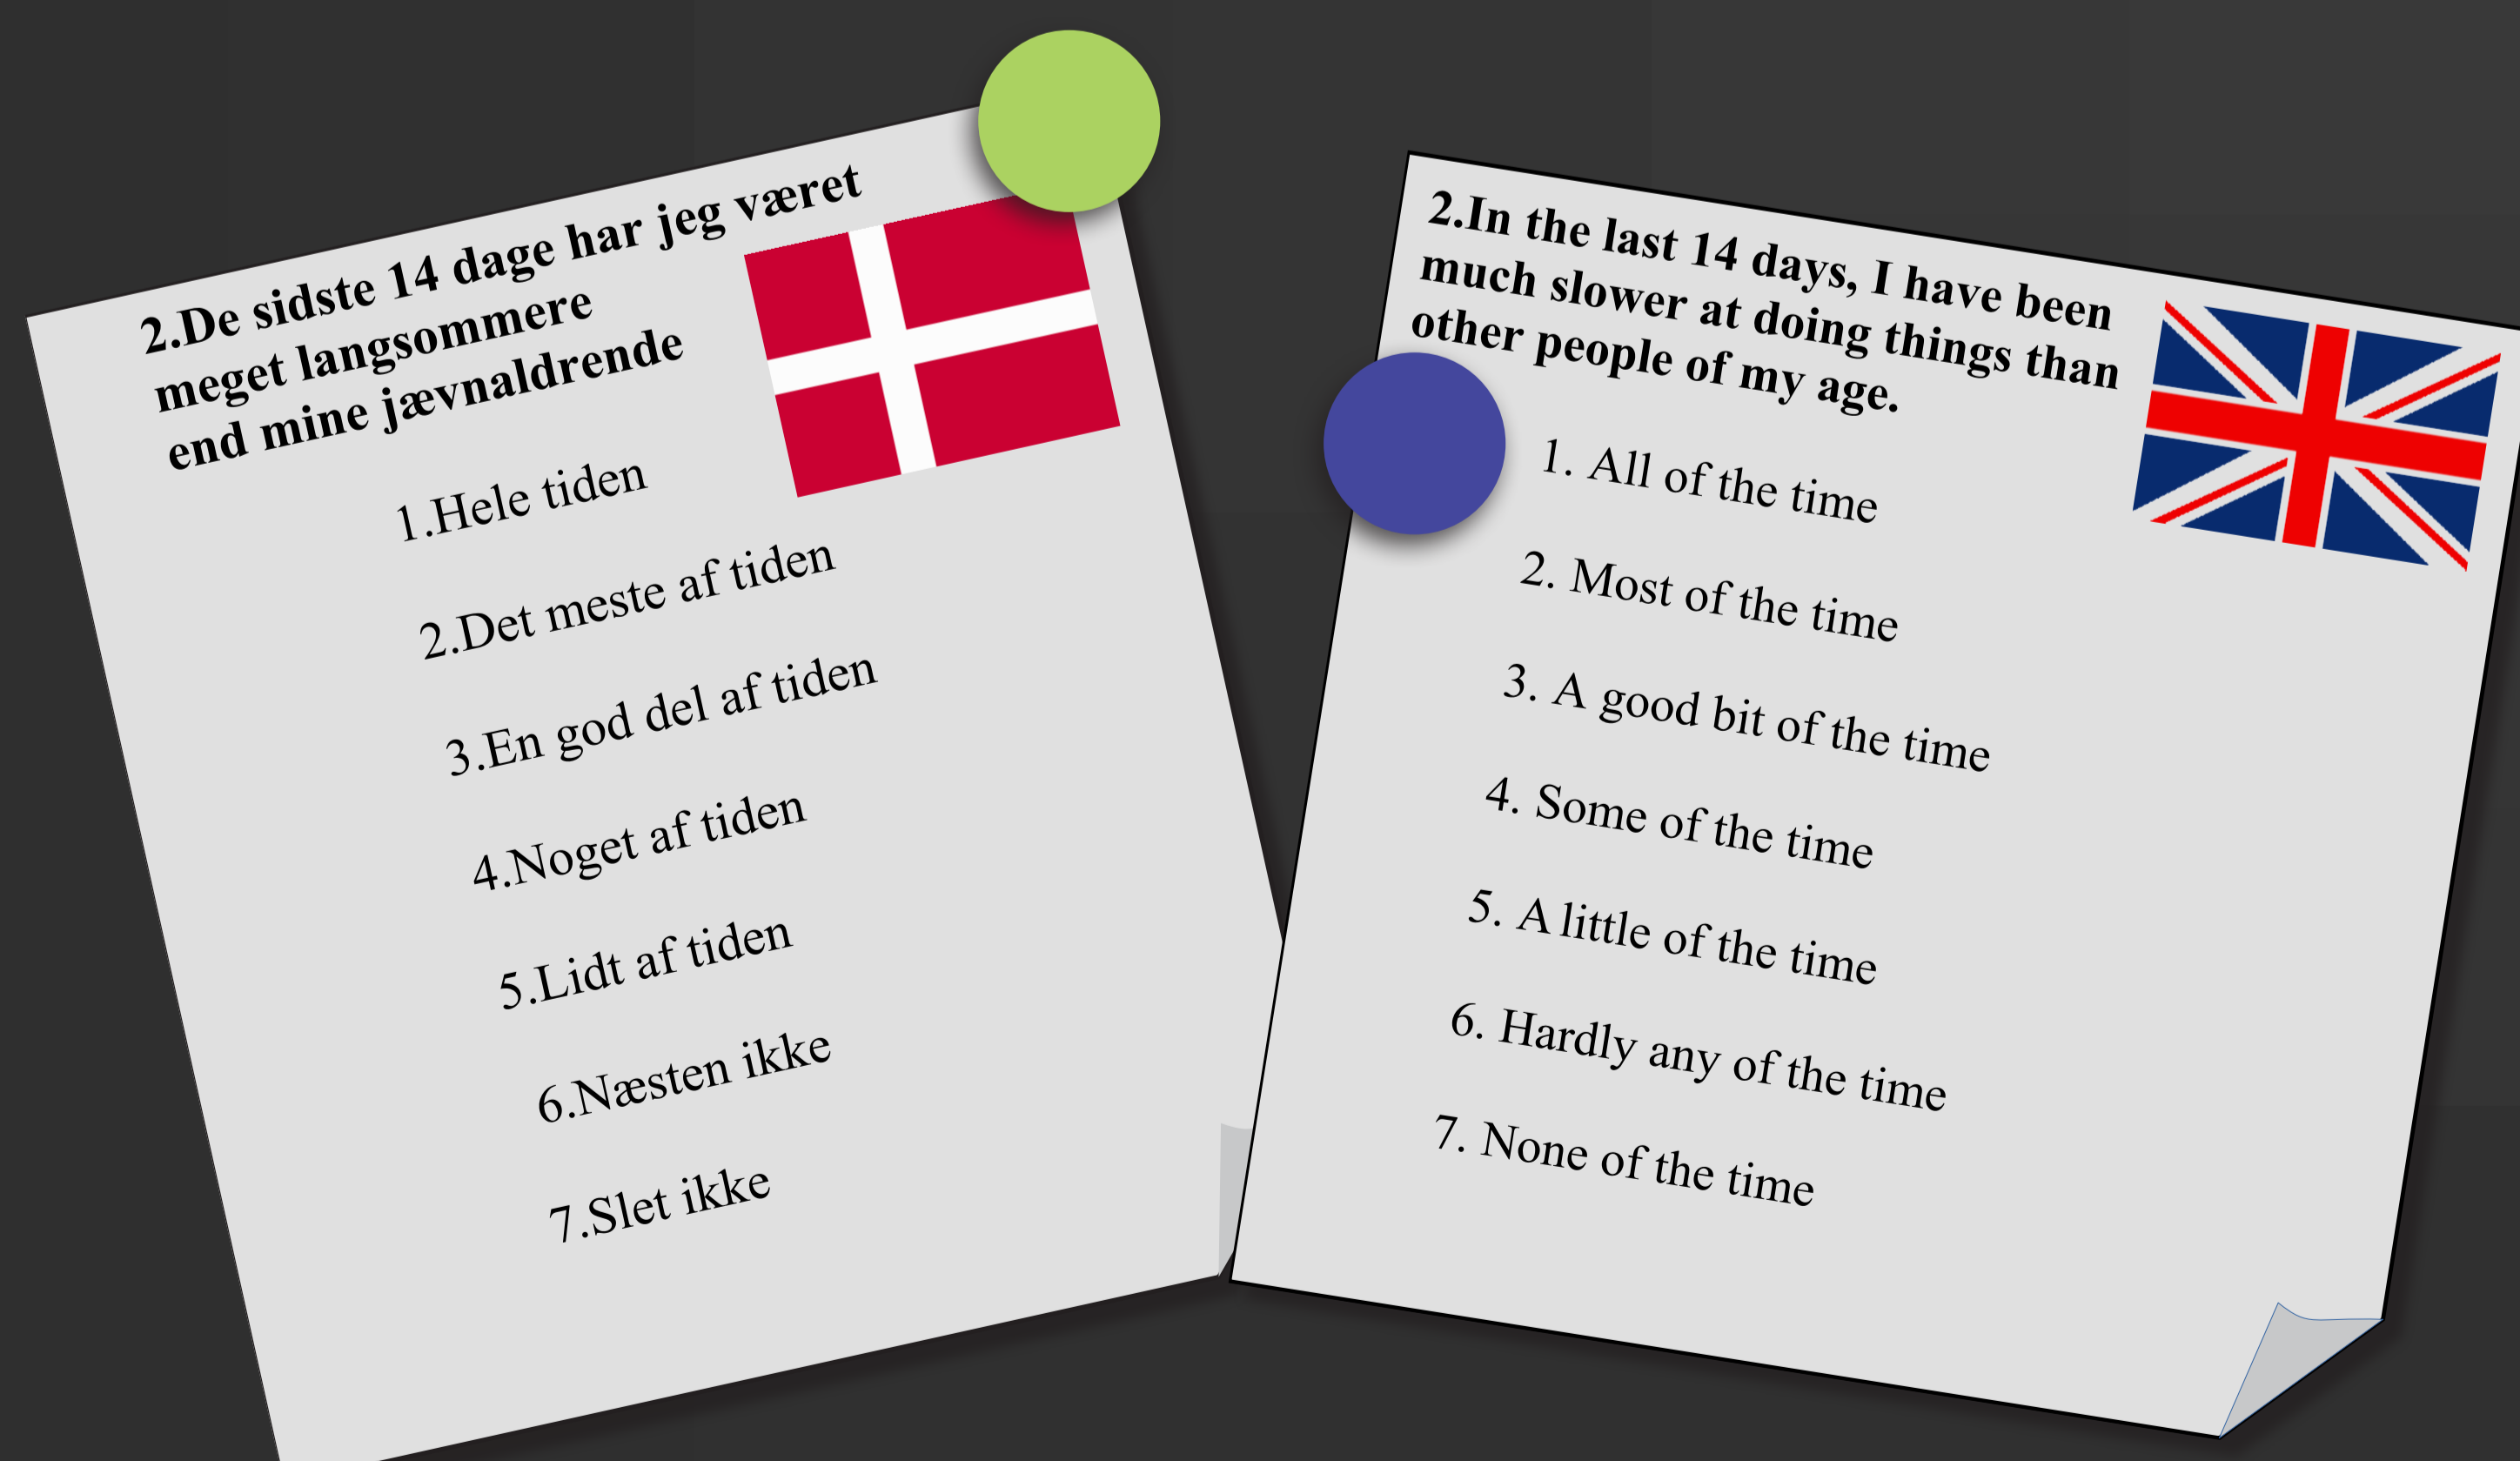 2.De sidste 14 dage har jeg været
meget langsommere
end mine jævnaldrende
1.Hele tiden
2.Det meste af tiden
3.En god del af tiden
4.Noget af tiden
5.Lidt af tiden
6.Næsten ikke
7.Slet ikke
2.In the last 14 days, I have been
much slower at doing things than
other people of my age.
1. All of the time
2. Most of the time
3. A good bit of the time
4. Some of the time
5. A little of the time
6. Hardly any of the time
7. None of the time